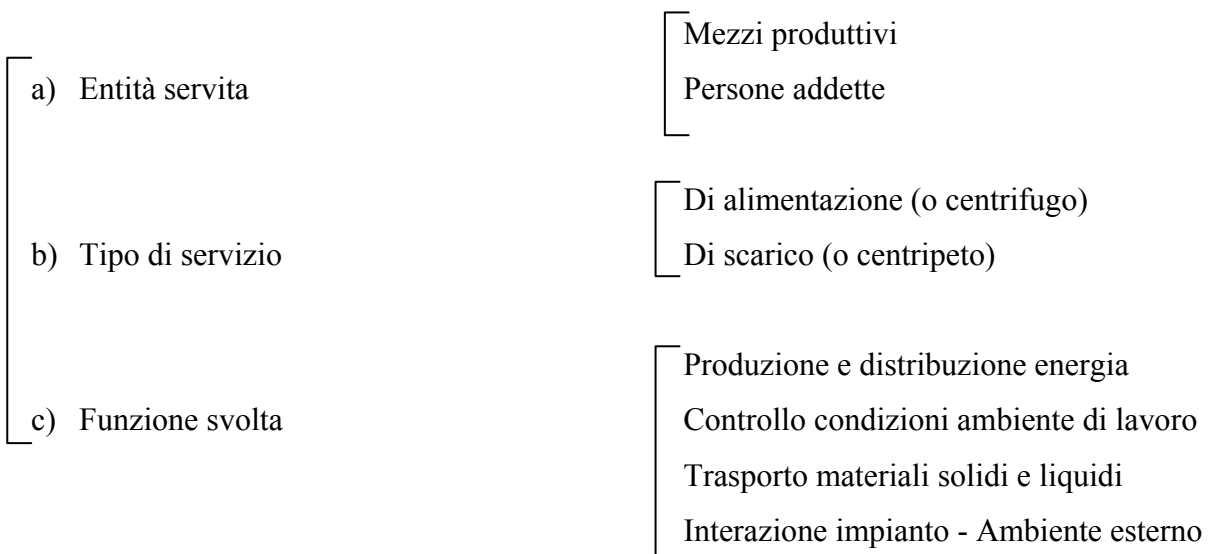 Mezzi produttivi
a) Entità servita
Persone addette
Di alimentazione (o centrifugo)
b) Tipo di servizio
Di scarico (o centripeto)
Produzione e distribuzione energia
c) Funzione svolta
Controllo condizioni ambiente di lavoro
Trasporto materiali solidi e liquidi
Interazione impianto - Ambiente esterno